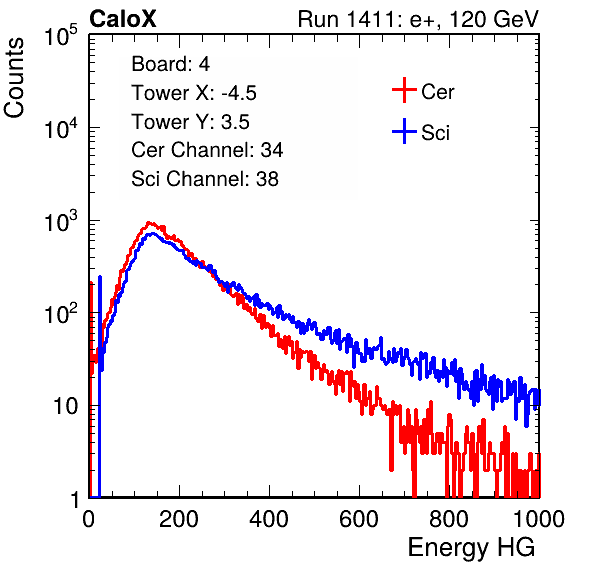 CaloX Run 1411: e+, 120 GeV
Counts
Board: 4
Tower X: -4.5
Tower Y: 3.5
Cer Channel: 34
Sci Channel: 38
Cer
Sci
10^5
10^4
10^3
10^2
10
1
0 200 400 600 800 1000
Energy HG